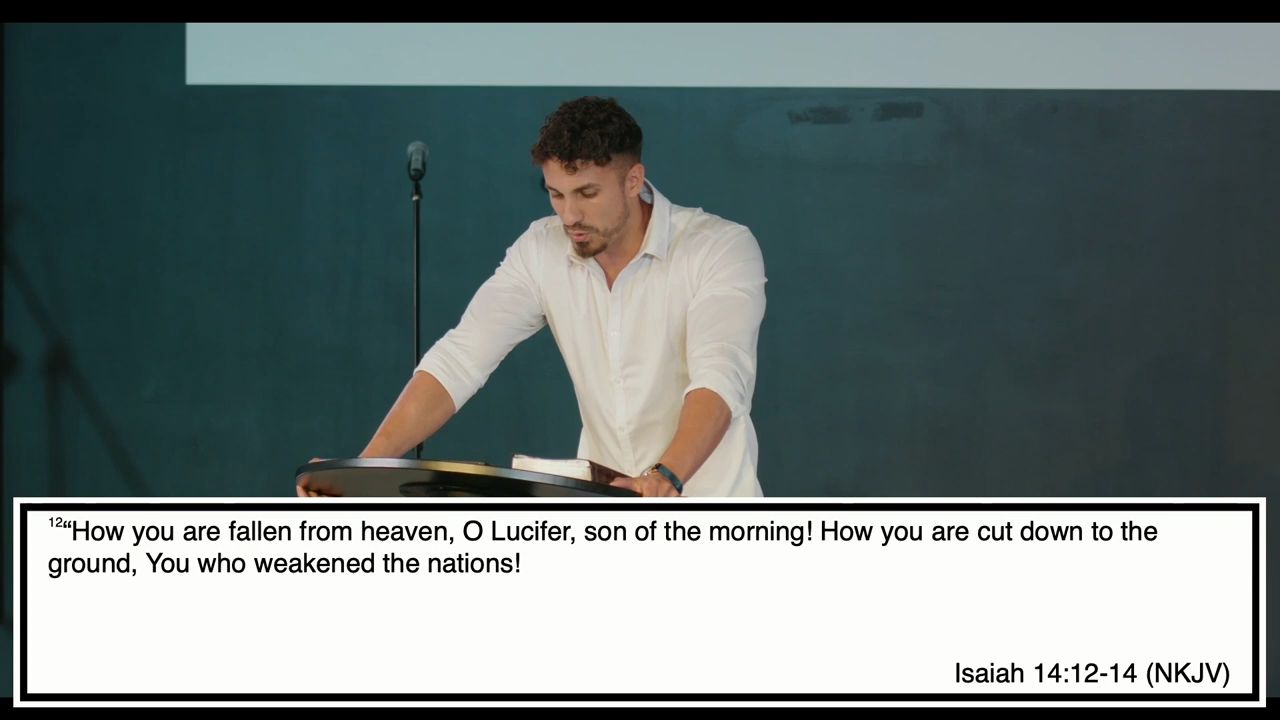 12“How you are fallen from heaven, O Lucifer, son of the morning! How you are cut down to the
ground, You who weakened the nations!
Isaiah 14:12-14 (NKJV)